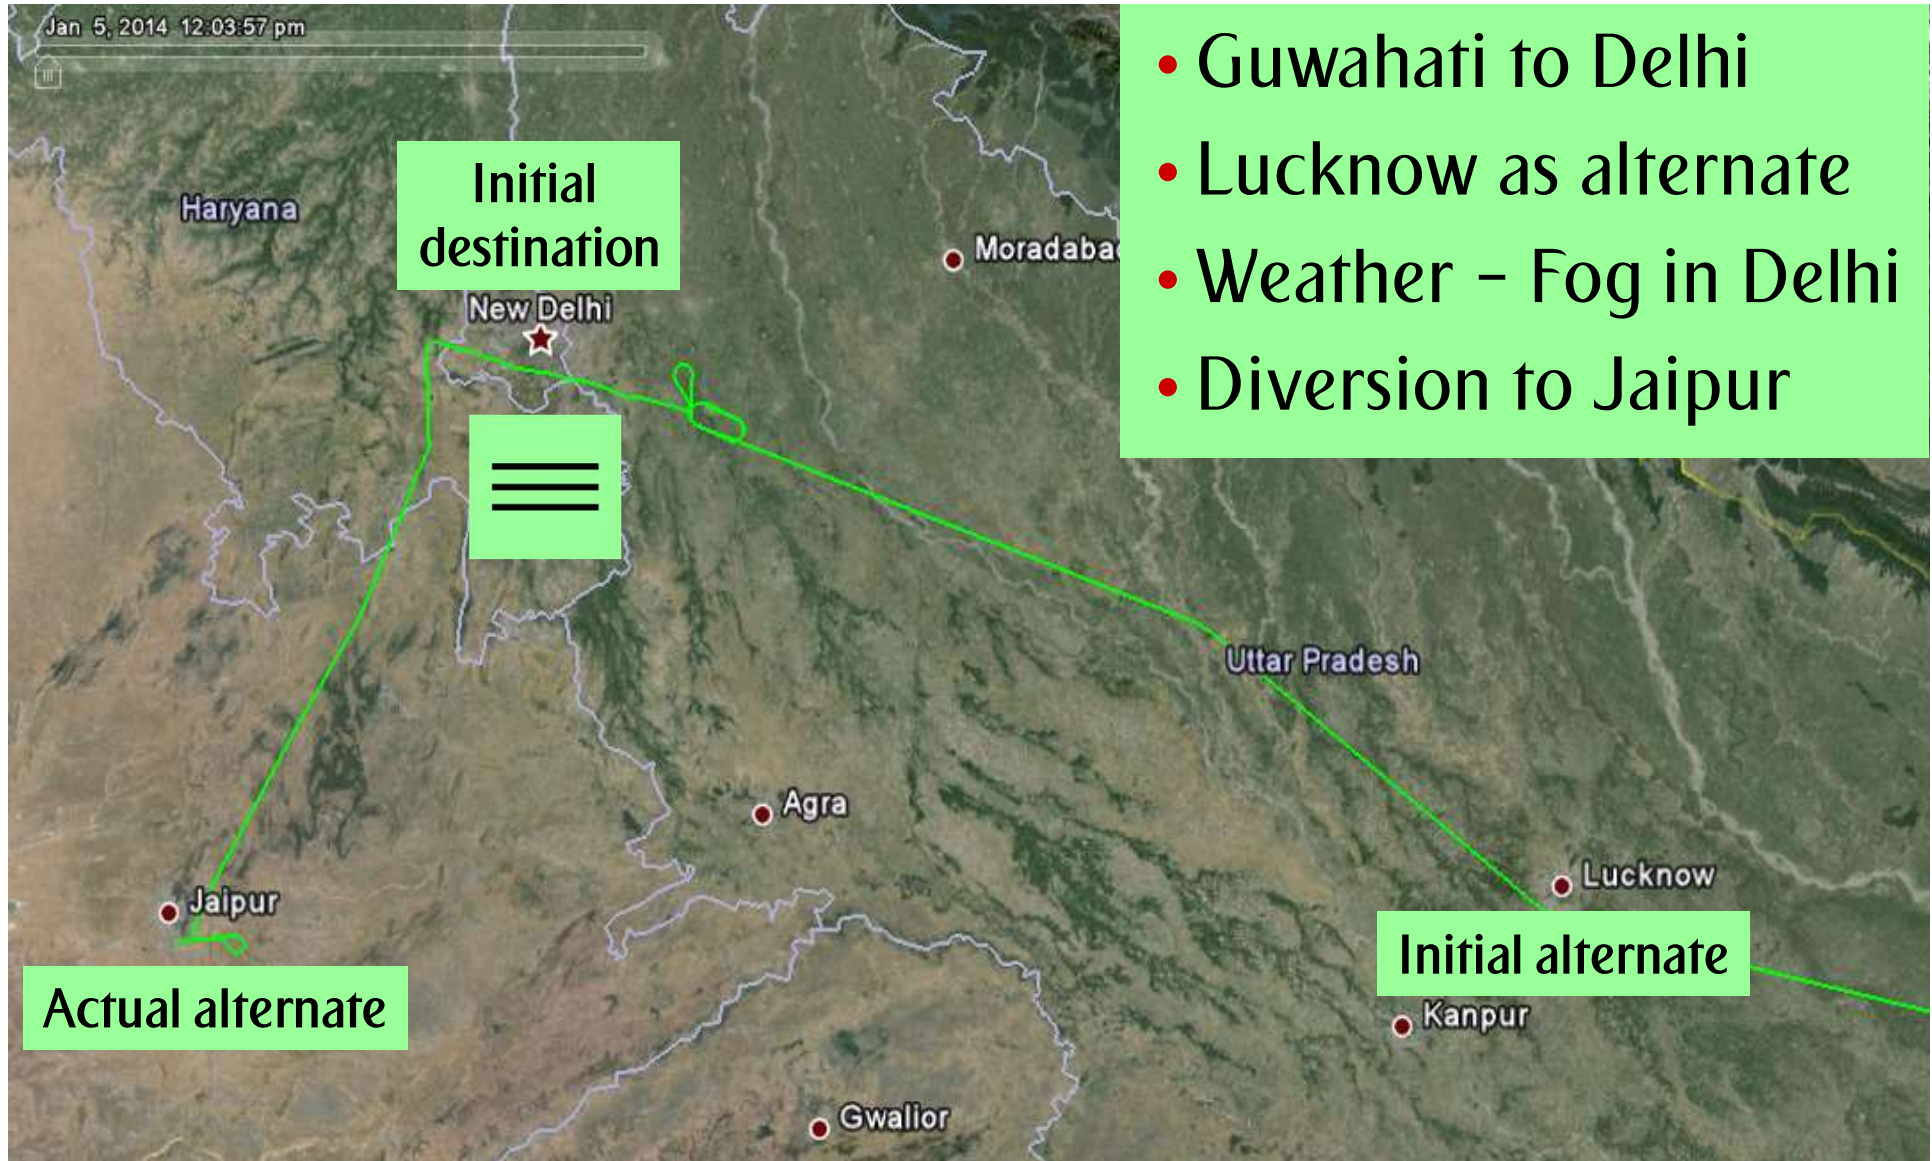 Jan 5, 2014 12:03:57 pm
• Guwahati to Delhi
• Lucknow as alternate
• Weather – Fog in Delhi
• Diversion to Jaipur
Initial
destination
Haryana
Moradabad
New Delhi
Uttar Pradesh
Agra
Lucknow
Jaipur
Initial alternate
Actual alternate
Kanpur
Gwalior